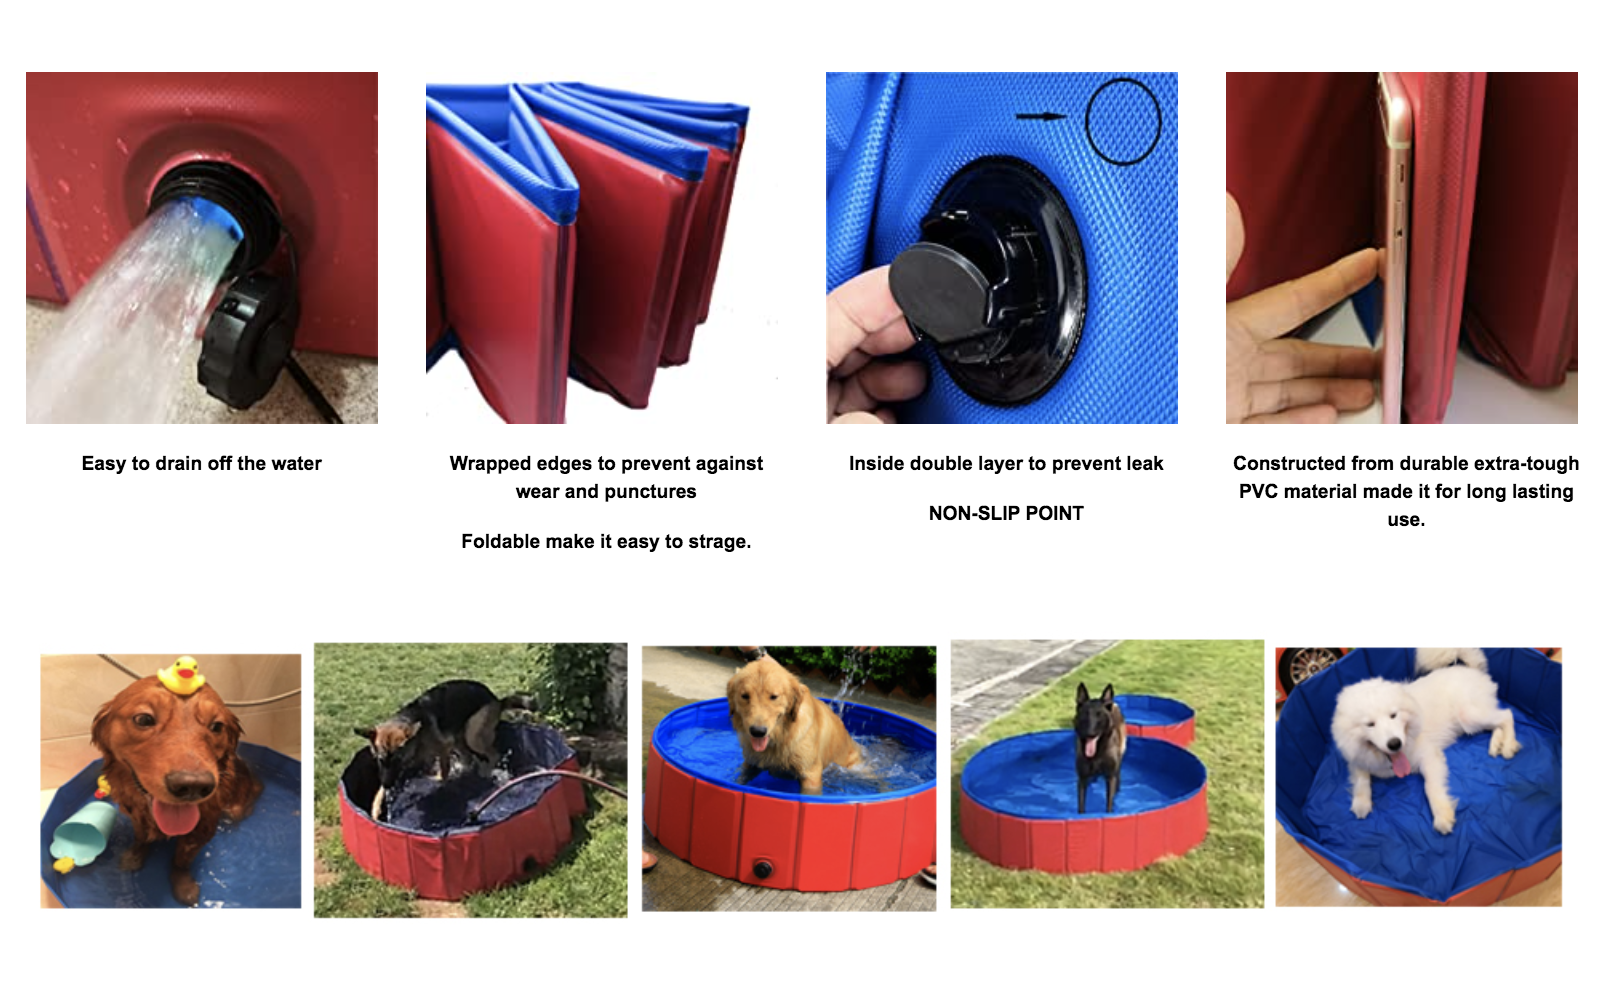 Easy to drain off the water
Wrapped edges to prevent against
wear and punctures
Foldable make it easy to strage.
Inside double layer to prevent leak
NON-SLIP POINT
Constructed from durable extra-tough
PVC material made it for long lasting
use.